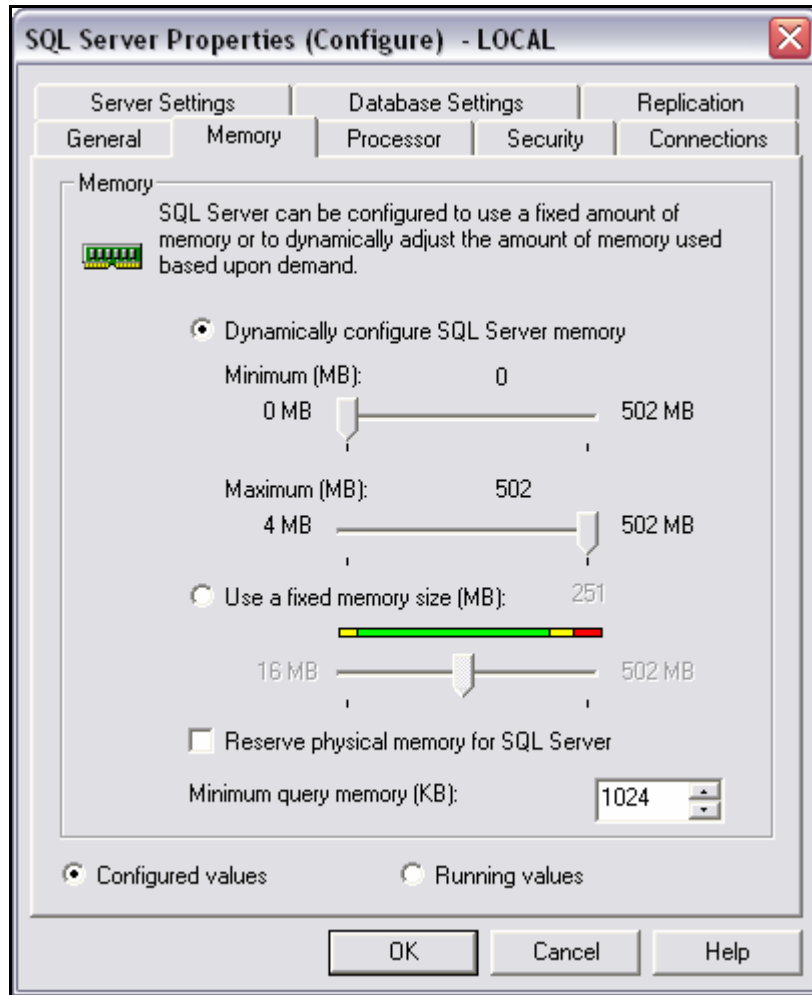 SQL Server Properties (Configure) - LOCAL
Server Settings Database Settings Replication
General Memory Processor Security Connections
Memory
SQL Server can be configured to use a fixed amount of
memory or to dynamically adjust the amount of memory used
based upon demand.
Dynamically configure SQL Server memory
Minimum (MB): 0
0 MB 502 MB
Maximum (MB): 502
4 MB 502 MB
Use a fixed memory size (MB): 251
16 MB 502 MB
Reserve physical memory for SQL Server
Minimum query memory (KB): 1024
Configured values Running values
OK Cancel Help